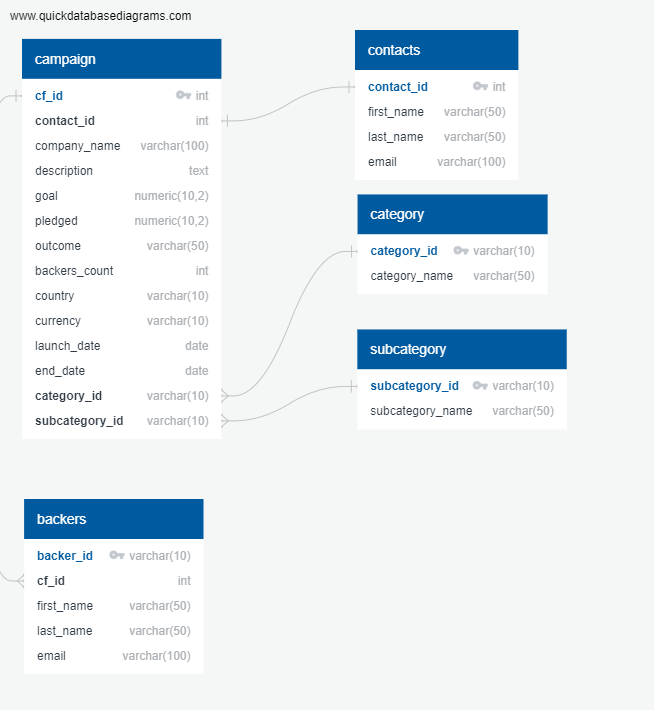 www.quickdatabasediagrams.com
campaign
cf_id int
contact_id int
company_name varchar(100)
description text
goal numeric(10,2)
pledged numeric(10,2)
outcome varchar(50)
backers_count int
country varchar(10)
currency varchar(10)
launch_date date
end_date date
category_id varchar(10)
subcategory_id varchar(10)
contacts
contact_id int
first_name varchar(50)
last_name varchar(50)
email varchar(100)
category
category_id varchar(10)
category_name varchar(50)
subcategory
subcategory_id varchar(10)
subcategory_name varchar(50)
backers
backer_id varchar(10)
cf_id int
first_name varchar(50)
last_name varchar(50)
email varchar(100)